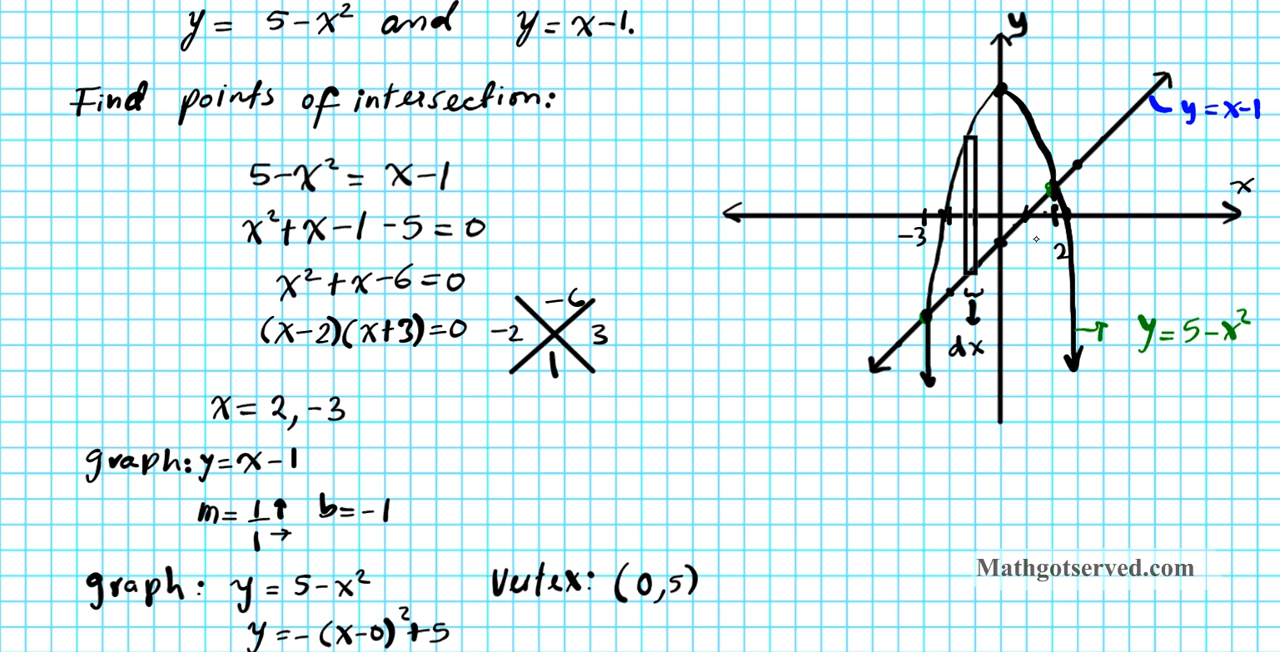 y = 5-x² and y = x-1.
Find points of intersection:
5-x² = x-1
x²+x-1-5=0
x²+x-6=0
(x-2)(x+3)=0
-6
-2 3
1
x = 2, -3
graph: y=x-1
m= 1↑/1→ b=-1
graph: y = 5-x² Vertex: (0,5)
y = -(x-0)²+5
y
y=x-1
x
-3
2
dx
y=5-x²
Mathgotserved.com